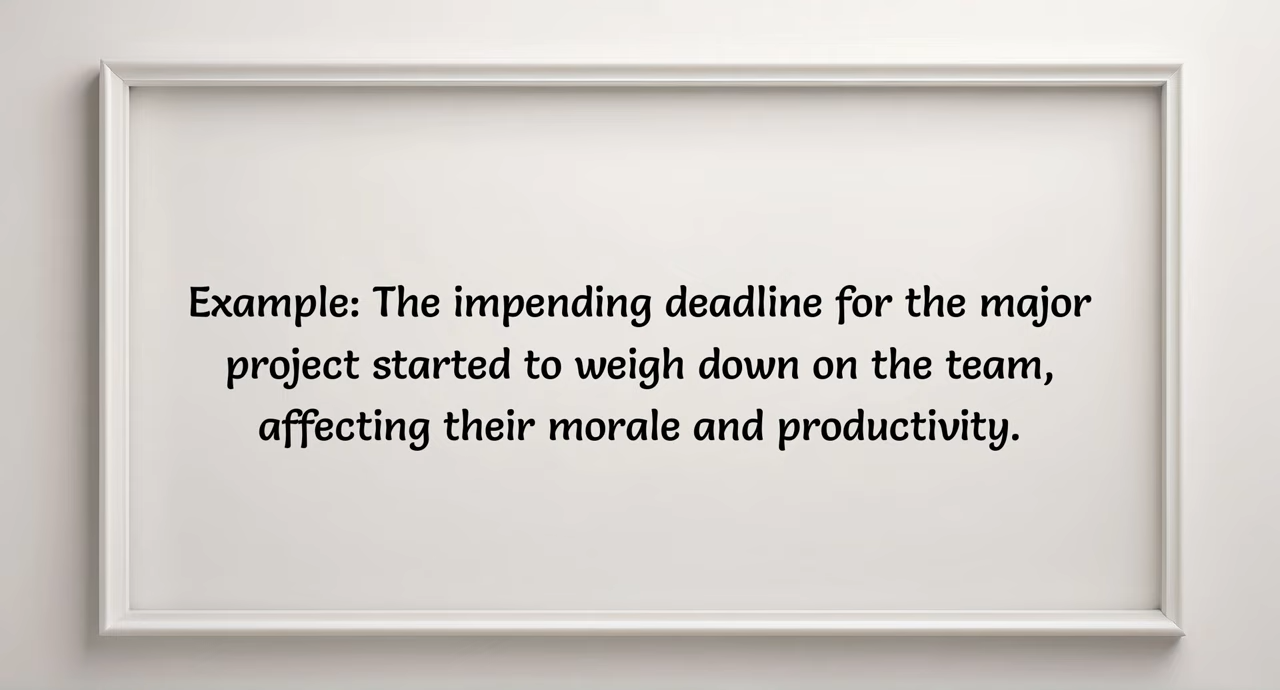 Example: The impending deadline for the major
project started to weigh down on the team,
affecting their morale and productivity.